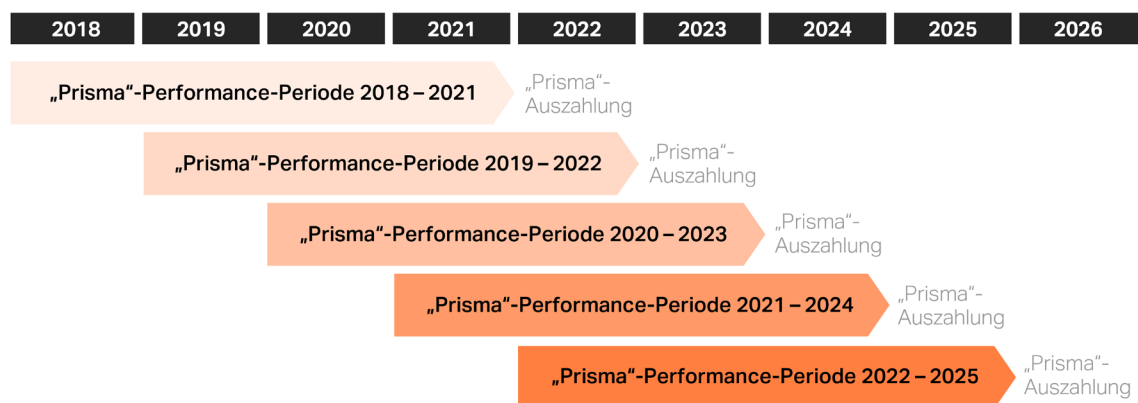 2018 2019 2020 2021 2022 2023 2024 2025 2026
„Prisma“-Performance-Periode 2018 – 2021
„Prisma“-
Auszahlung
„Prisma“-Performance-Periode 2019 – 2022
„Prisma“-
Auszahlung
„Prisma“-Performance-Periode 2020 – 2023
„Prisma“-
Auszahlung
„Prisma“-Performance-Periode 2021 – 2024
„Prisma“-
Auszahlung
„Prisma“-Performance-Periode 2022 – 2025
„Prisma“-
Auszahlung